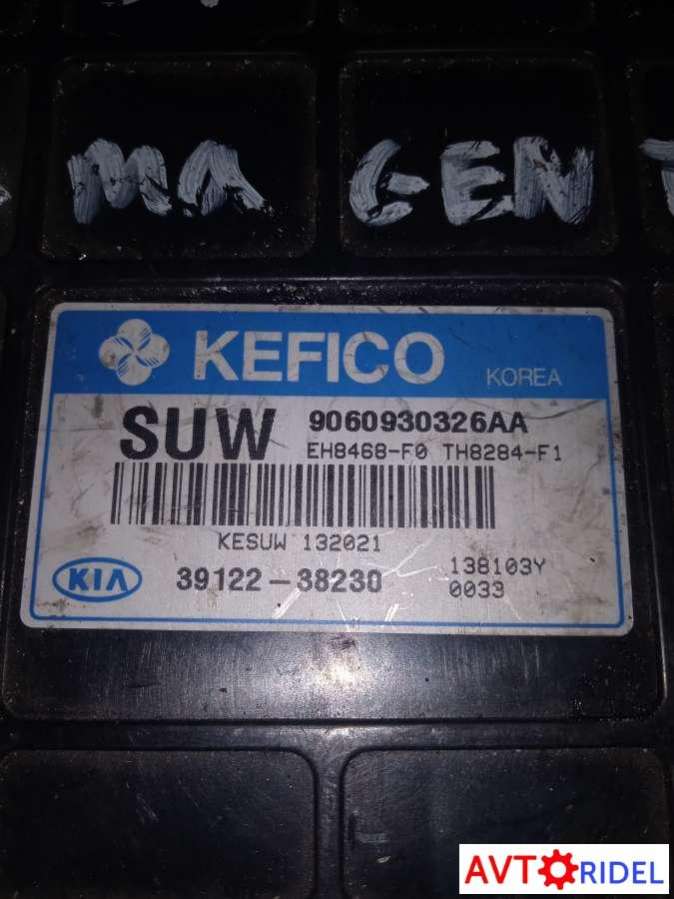 MA GEN
KEFICO KOREA
SUW 9060930326AA
EH8468-F0 TH8284-F1
KESUW 132021
KIA 39122-38230 138103Y
0033
AVTORIDEL